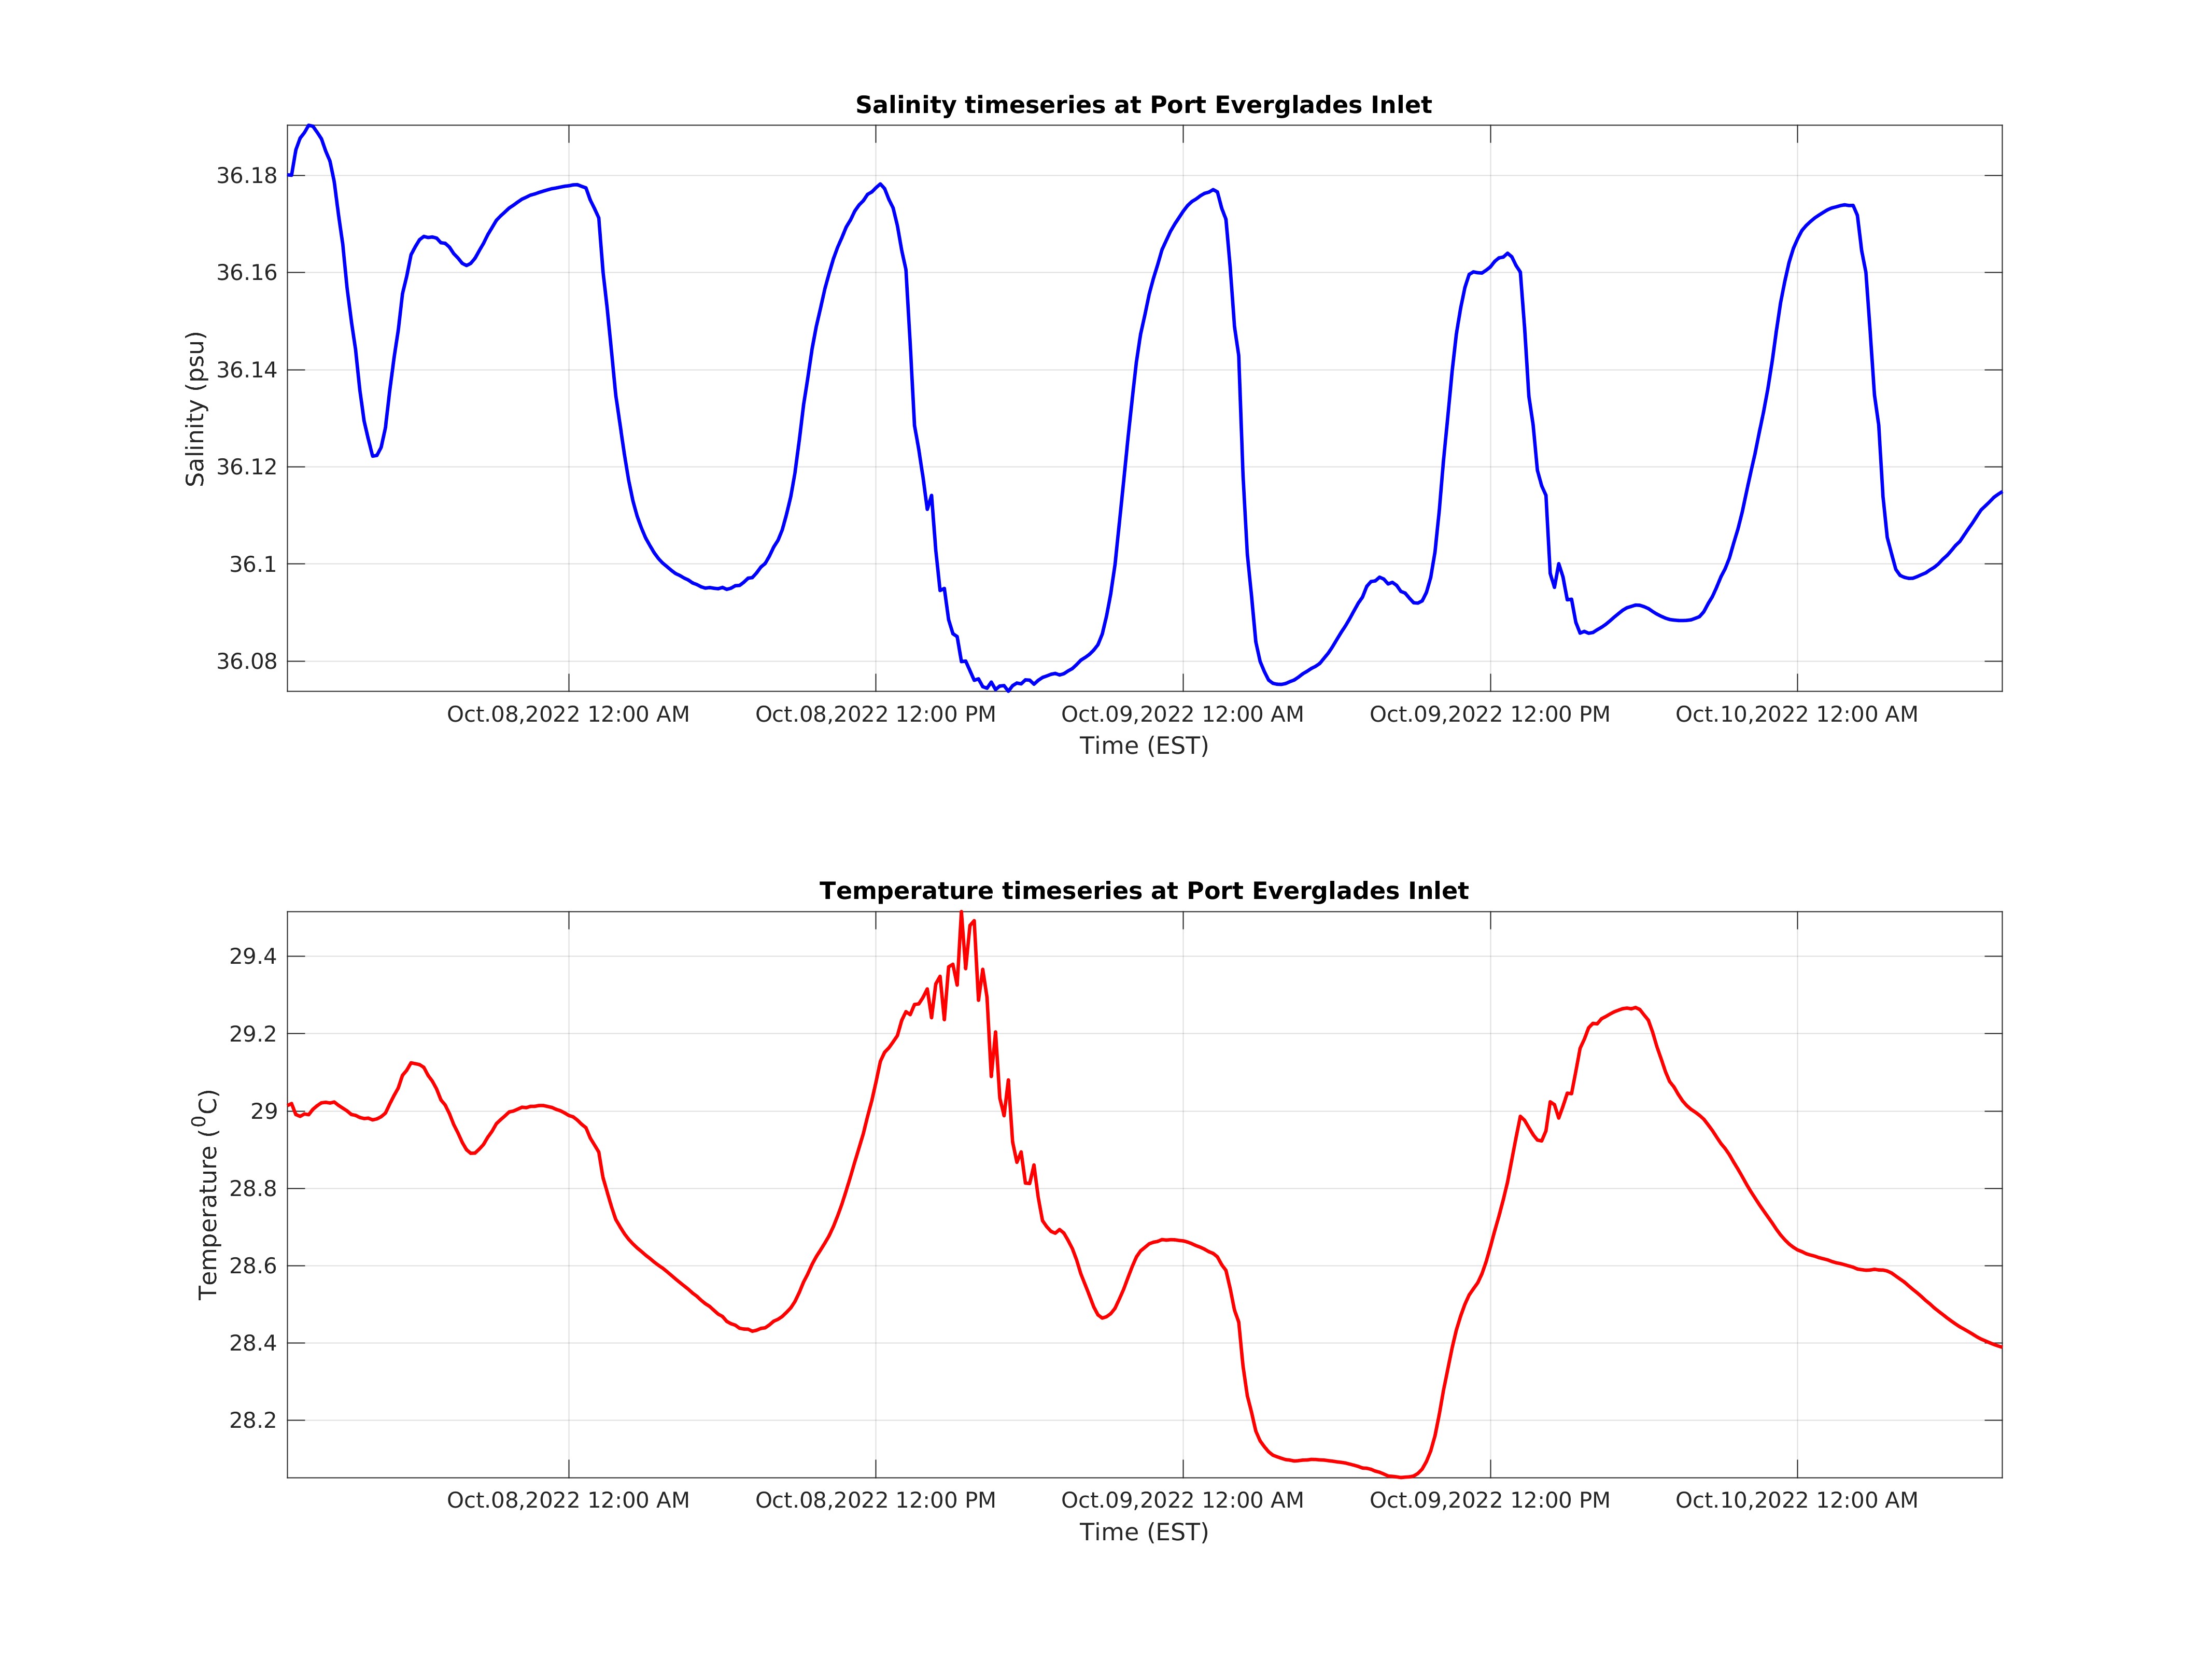 Salinity timeseries at Port Everglades Inlet
Salinity (psu)
36.18
36.16
36.14
36.12
36.1
36.08
Oct.08,2022 12:00 AM
Oct.08,2022 12:00 PM
Oct.09,2022 12:00 AM
Oct.09,2022 12:00 PM
Oct.10,2022 12:00 AM
Time (EST)
Temperature timeseries at Port Everglades Inlet
Temperature (⁰C)
29.4
29.2
29
28.8
28.6
28.4
28.2
Oct.08,2022 12:00 AM
Oct.08,2022 12:00 PM
Oct.09,2022 12:00 AM
Oct.09,2022 12:00 PM
Oct.10,2022 12:00 AM
Time (EST)